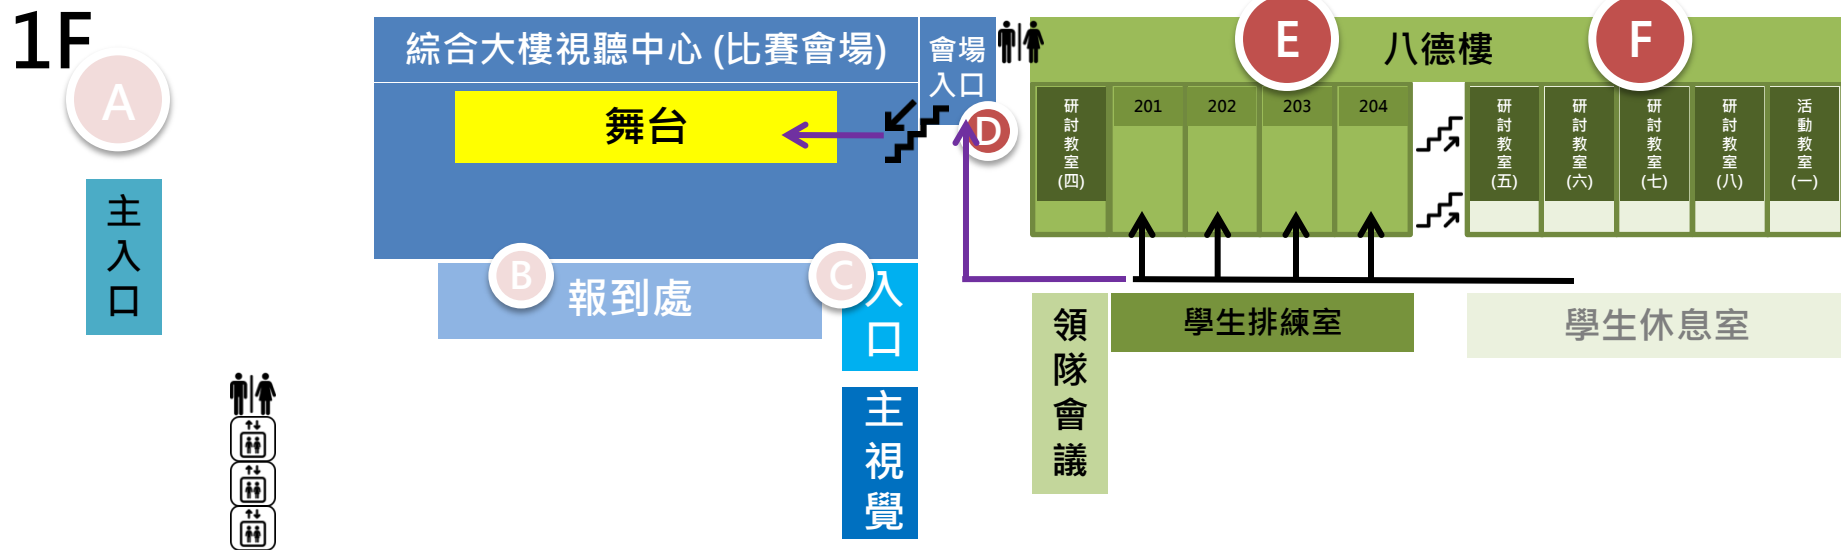 1F
A
主入口
綜合大樓視聽中心 (比賽會場)
會場
入口
舞台
D
B
報到處
C
入口
主視覺
E
八德樓
F
研討教室(四)
201
202
203
204
研討教室(五)
研討教室(六)
研討教室(七)
研討教室(八)
活動教室(一)
領隊會議
學生排練室
學生休息室